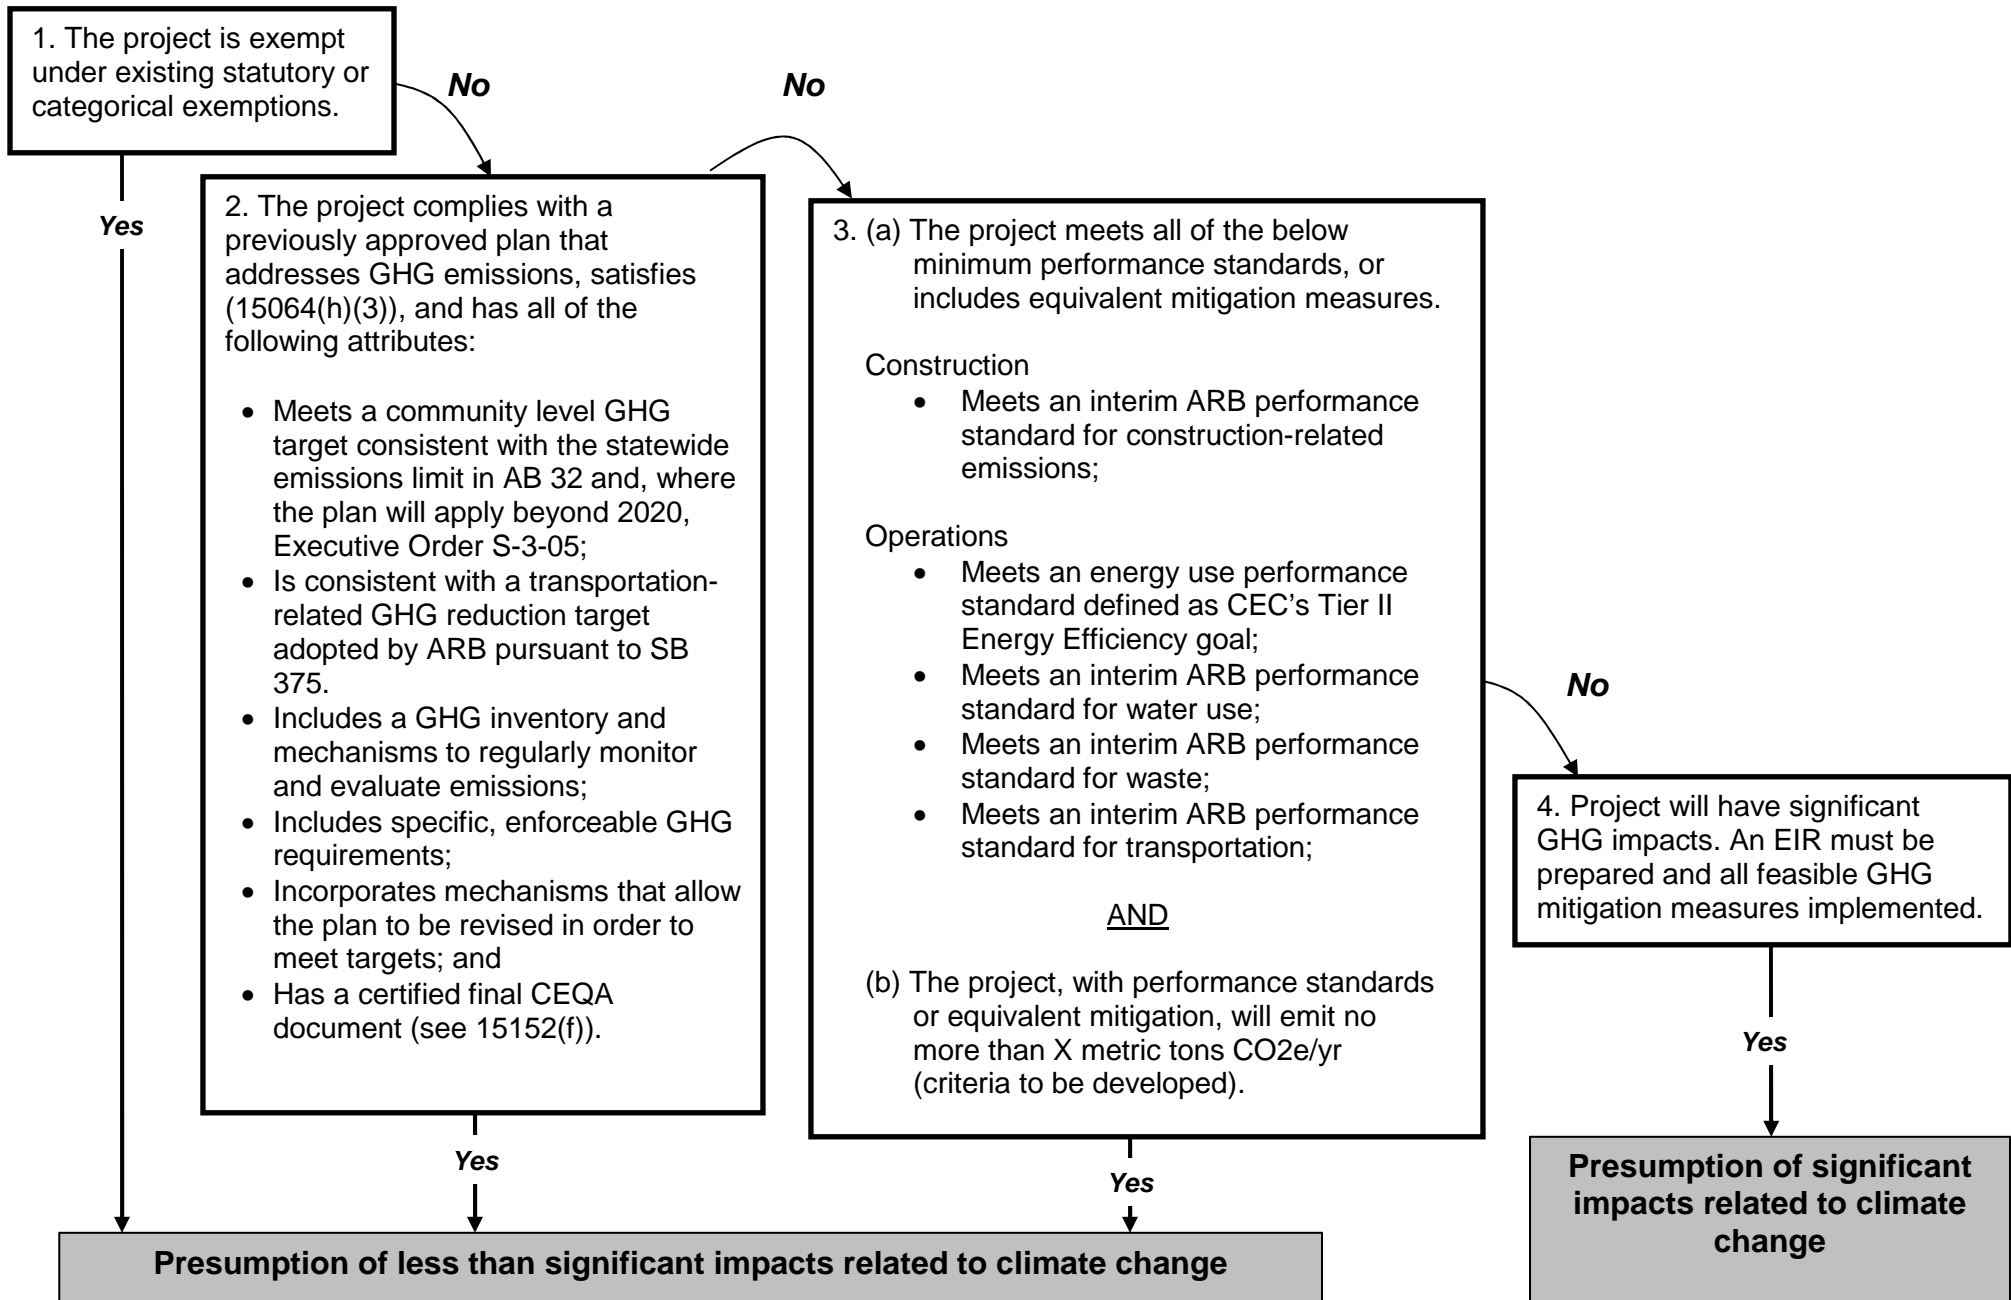 1. The project is exempt
under existing statutory or
categorical exemptions.
No
No
Yes
2. The project complies with a
previously approved plan that
addresses GHG emissions, satisfies
(15064(h)(3)), and has all of the
following attributes:
• Meets a community level GHG
target consistent with the statewide
emissions limit in AB 32 and, where
the plan will apply beyond 2020,
Executive Order S-3-05;
• Is consistent with a transportation-
related GHG reduction target
adopted by ARB pursuant to SB
375.
• Includes a GHG inventory and
mechanisms to regularly monitor
and evaluate emissions;
• Includes specific, enforceable GHG
requirements;
• Incorporates mechanisms that allow
the plan to be revised in order to
meet targets; and
• Has a certified final CEQA
document (see 15152(f)).
Yes
3. (a) The project meets all of the below
minimum performance standards, or
includes equivalent mitigation measures.
Construction
• Meets an interim ARB performance
standard for construction-related
emissions;
Operations
• Meets an energy use performance
standard defined as CEC’s Tier II
Energy Efficiency goal;
• Meets an interim ARB performance
standard for water use;
• Meets an interim ARB performance
standard for waste;
• Meets an interim ARB performance
standard for transportation;
AND
(b) The project, with performance standards
or equivalent mitigation, will emit no
more than X metric tons CO2e/yr
(criteria to be developed).
Yes
No
4. Project will have significant
GHG impacts. An EIR must be
prepared and all feasible GHG
mitigation measures implemented.
Yes
Presumption of less than significant impacts related to climate change
Presumption of significant
impacts related to climate
change